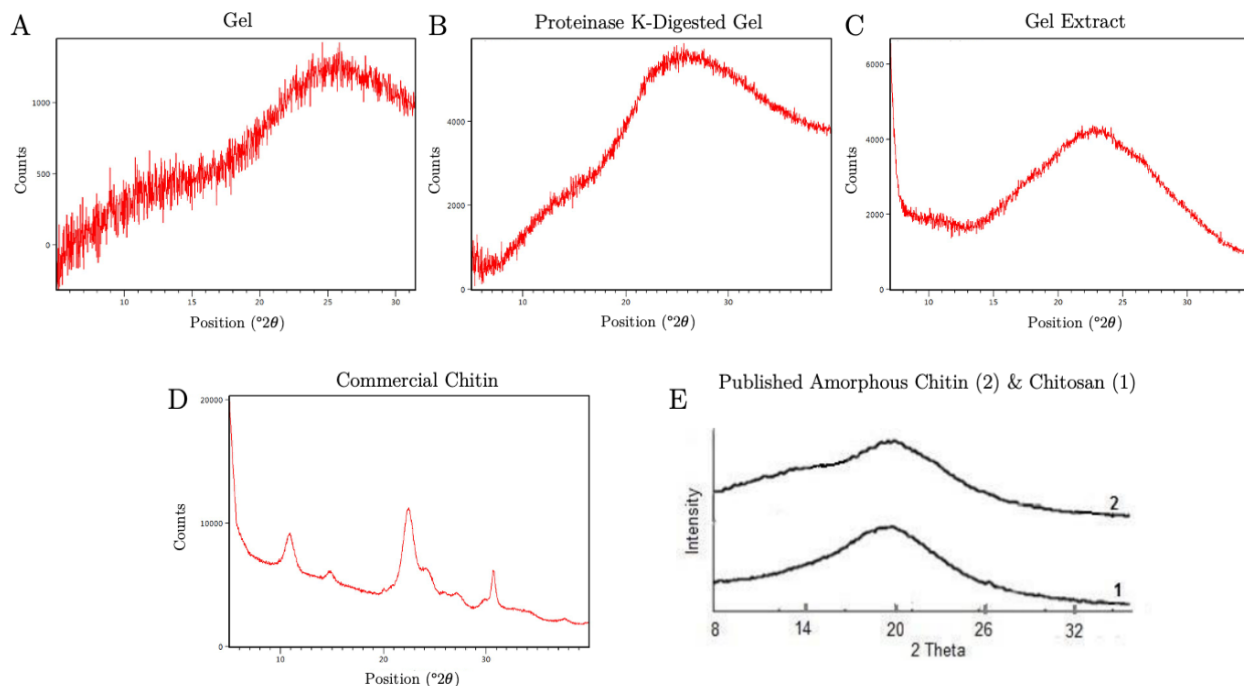 A
Gel
1000
500
0
Counts
10
15
20
25
30
Position (°2θ)
B
Proteinase K-Digested Gel
4000
2000
0
Counts
10
20
30
Position (°2θ)
C
Gel Extract
6000
4000
2000
0
Counts
10
15
20
25
30
Position (°2θ)
D
Commercial Chitin
20000
10000
0
Counts
10
20
30
Position (°2θ)
E
Published Amorphous Chitin (2) & Chitosan (1)
Intensity
2
1
8
14
20
26
32
2 Theta